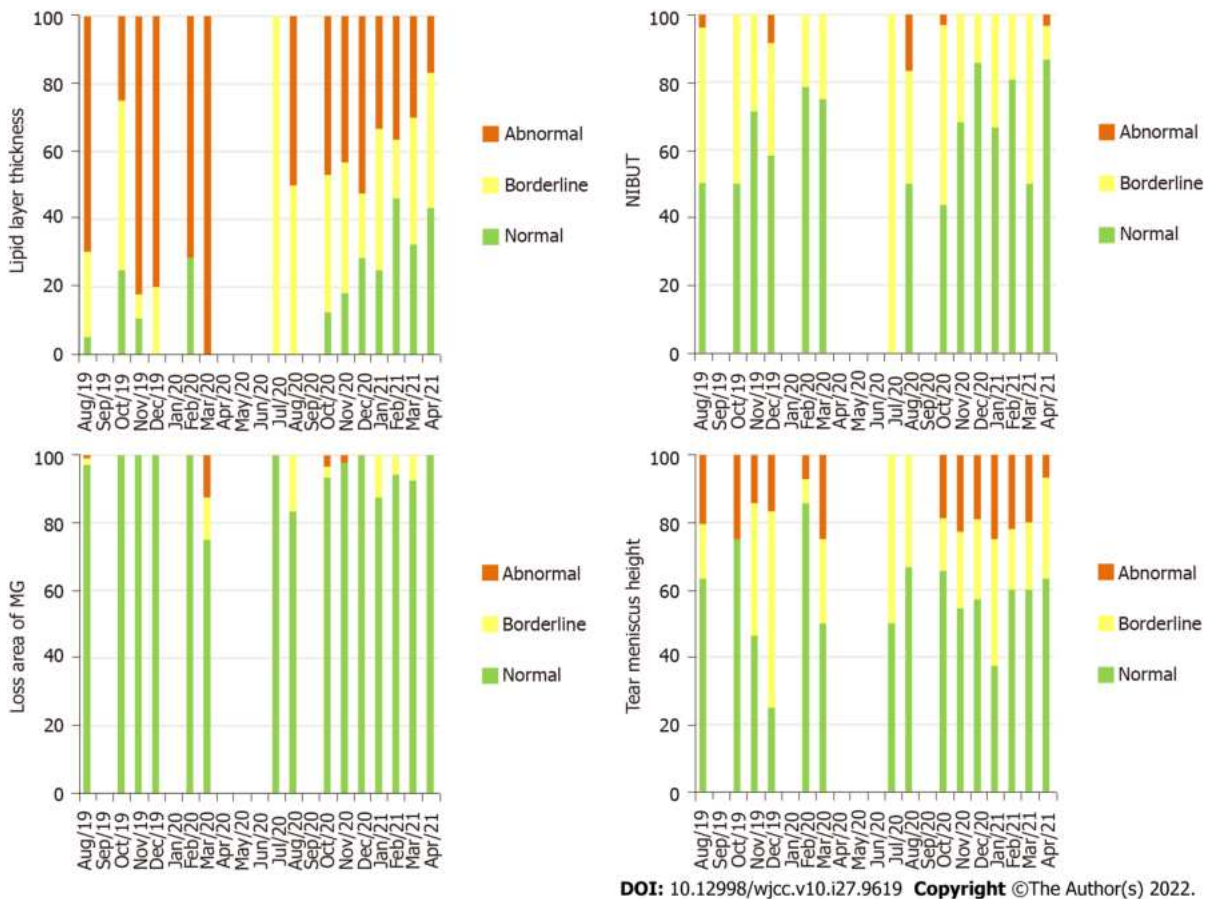 Lipid layer thickness
100
80
60
40
20
0
Aug/19
Sep/19
Oct/19
Nov/19
Dec/19
Jan/20
Feb/20
Mar/20
Apr/20
May/20
Jun/20
Jul/20
Aug/20
Sep/20
Oct/20
Nov/20
Dec/20
Jan/21
Feb/21
Mar/21
Apr/21
Abnormal
Borderline
Normal
NIBUT
100
80
60
40
20
0
Aug/19
Sep/19
Oct/19
Nov/19
Dec/19
Jan/20
Feb/20
Mar/20
Apr/20
May/20
Jun/20
Jul/20
Aug/20
Sep/20
Oct/20
Nov/20
Dec/20
Jan/21
Feb/21
Mar/21
Apr/21
Abnormal
Borderline
Normal
Loss area of MG
100
80
60
40
20
0
Aug/19
Sep/19
Oct/19
Nov/19
Dec/19
Jan/20
Feb/20
Mar/20
Apr/20
May/20
Jun/20
Jul/20
Aug/20
Sep/20
Oct/20
Nov/20
Dec/20
Jan/21
Feb/21
Mar/21
Apr/21
Abnormal
Borderline
Normal
Tear meniscus height
100
80
60
40
20
0
Aug/19
Sep/19
Oct/19
Nov/19
Dec/19
Jan/20
Feb/20
Mar/20
Apr/20
May/20
Jun/20
Jul/20
Aug/20
Sep/20
Oct/20
Nov/20
Dec/20
Jan/21
Feb/21
Mar/21
Apr/21
Abnormal
Borderline
Normal
DOI: 10.12998/wjcc.v10.i27.9619 Copyright ©The Author(s) 2022.